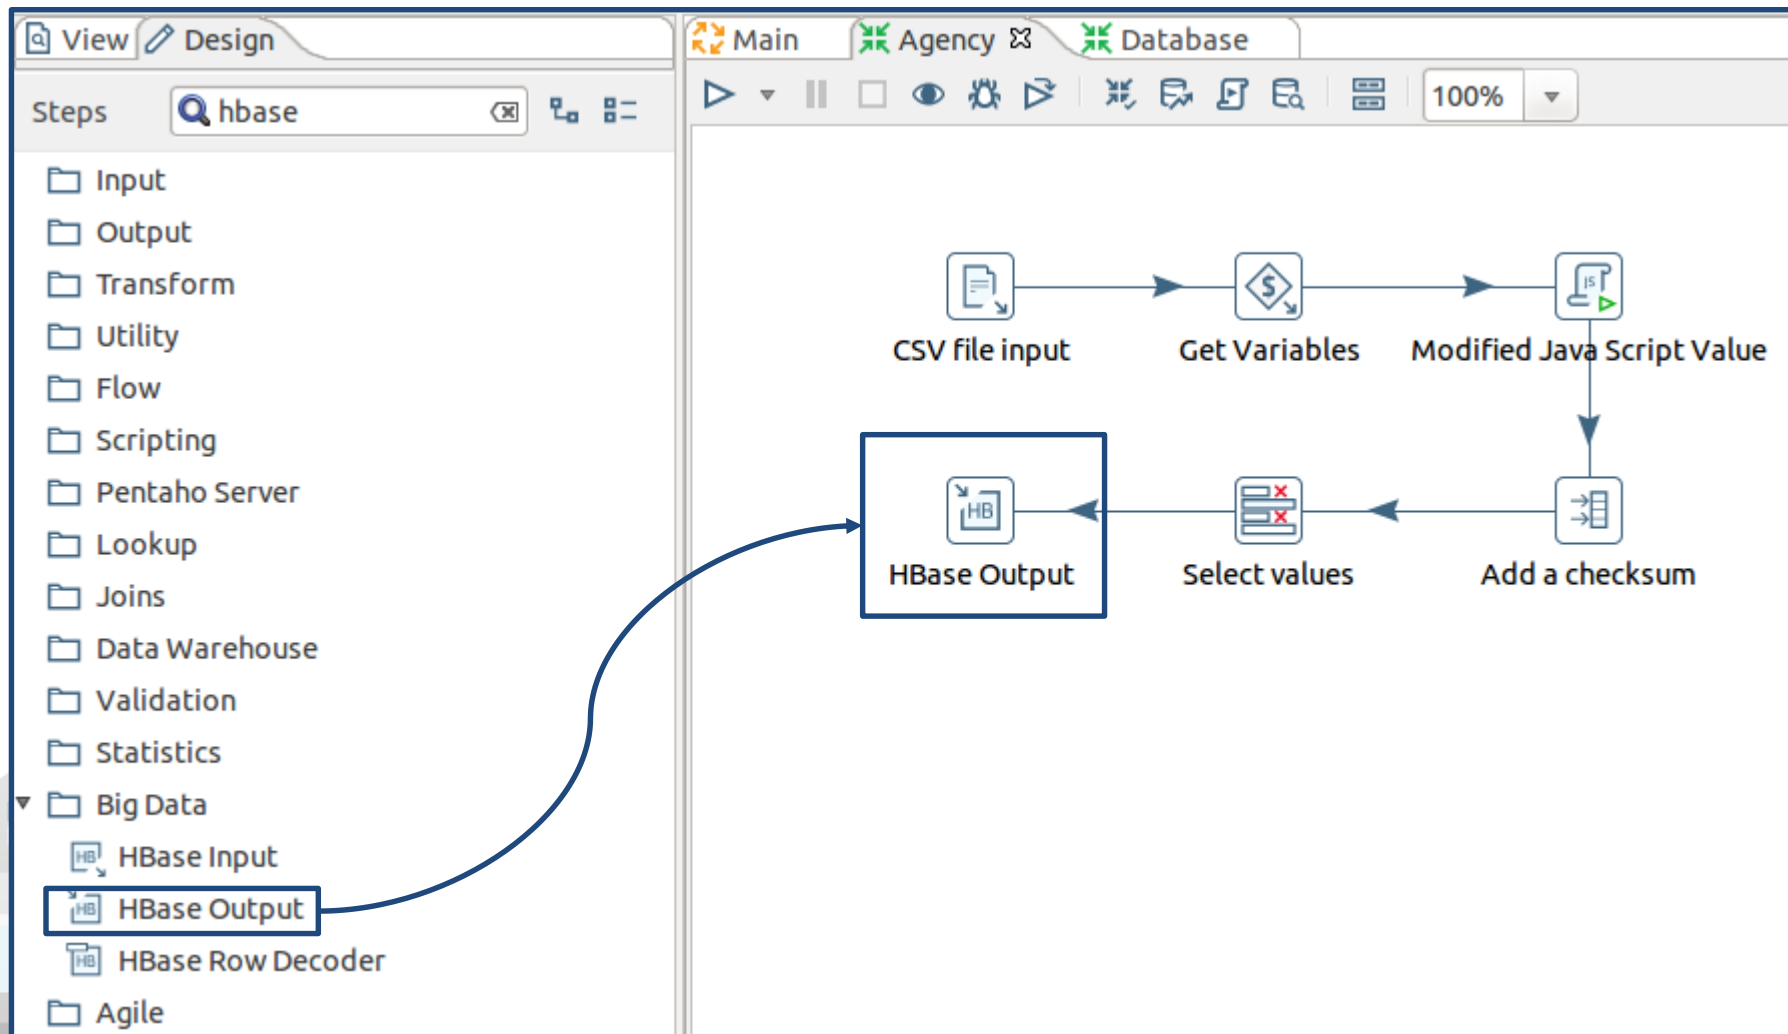 View
Design
Steps
hbase
Input
Output
Transform
Utility
Flow
Scripting
Pentaho Server
Lookup
Joins
Data Warehouse
Validation
Statistics
Big Data
HBase Input
HBase Output
HBase Row Decoder
Agile
Main
Agency
Database
100%
CSV file input
Get Variables
Modified Java Script Value
HBase Output
Select values
Add a checksum